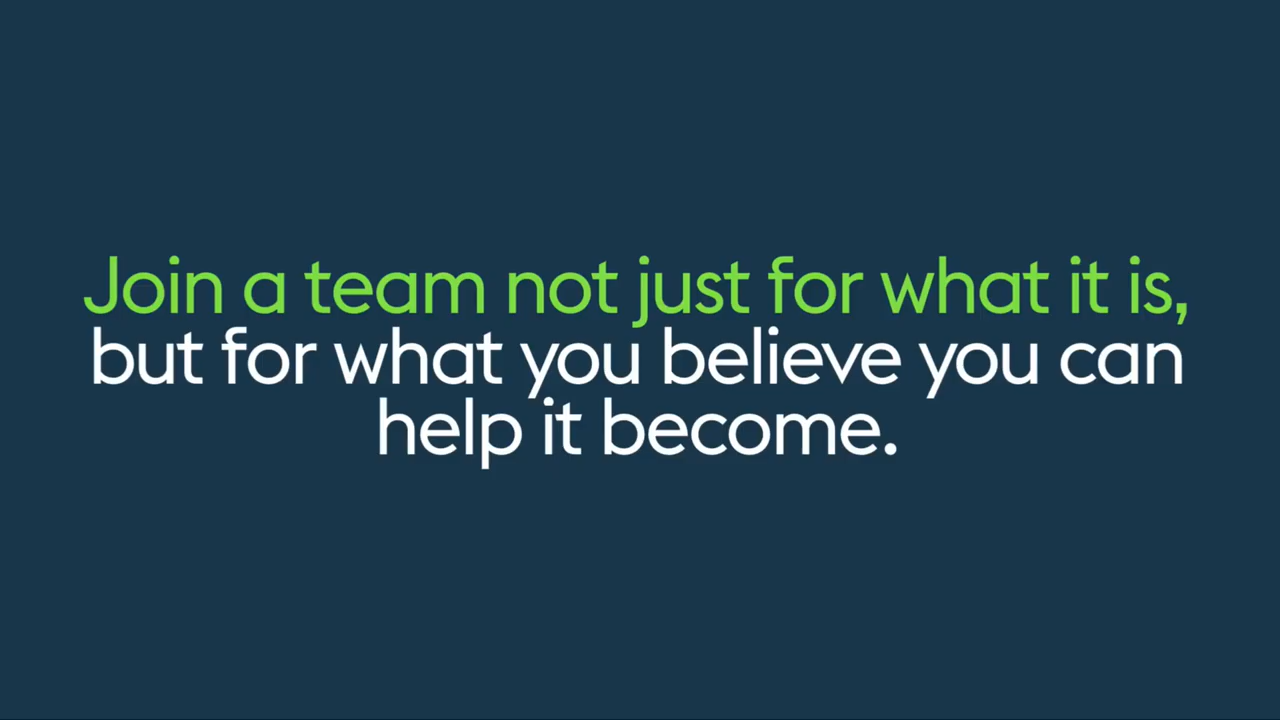 Join a team not just for what it is,
but for what you believe you can
help it become.